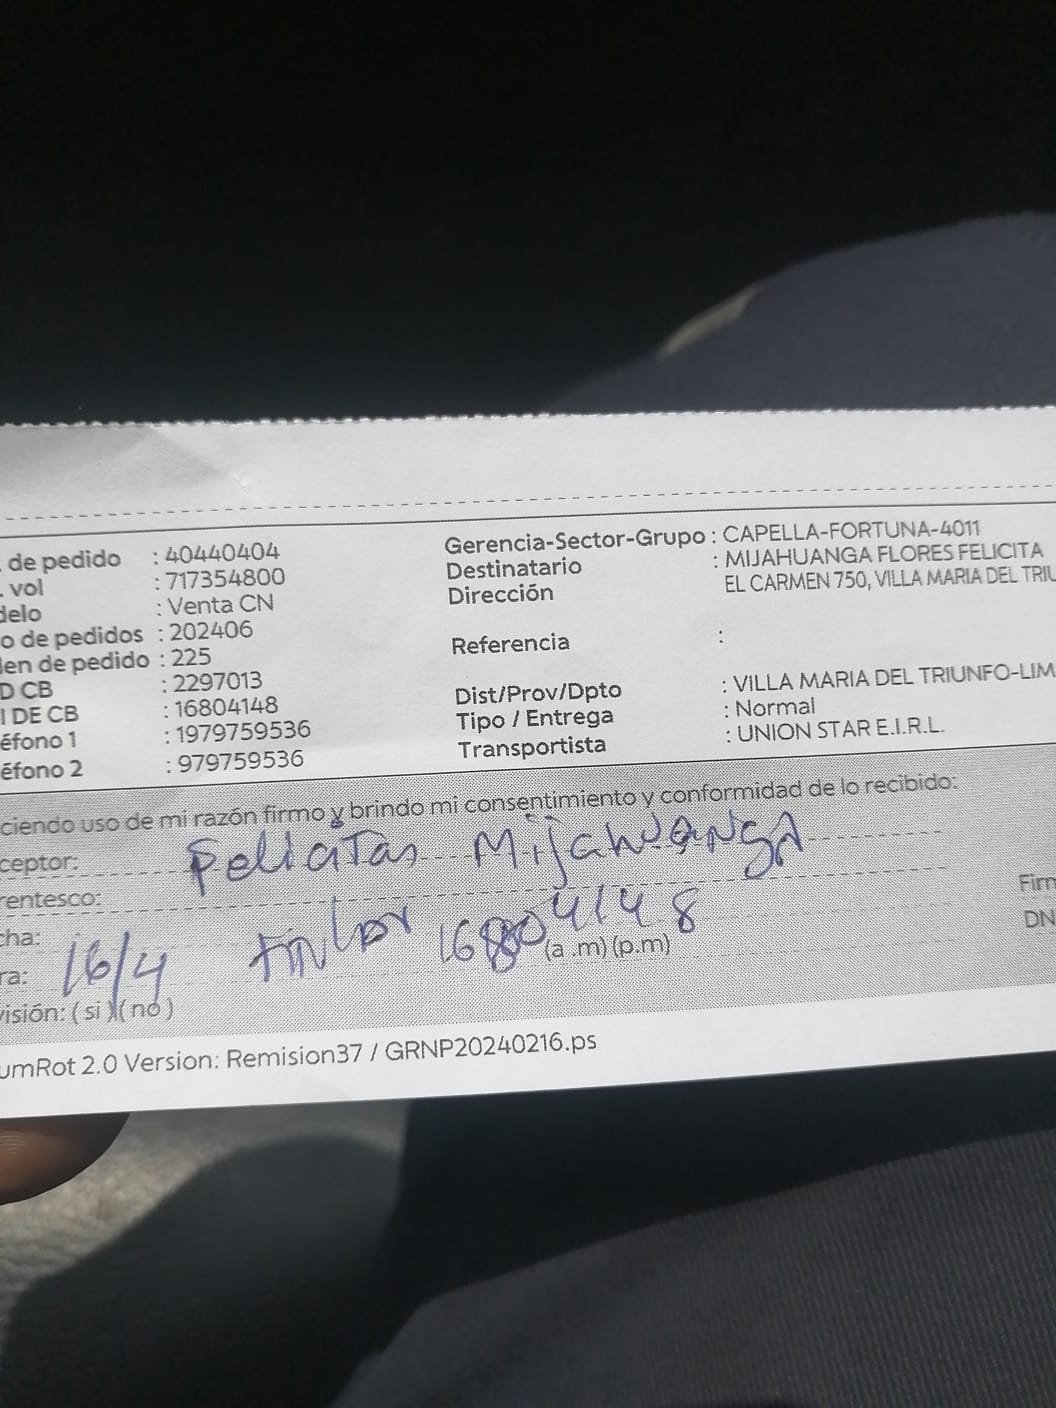 . de pedido : 40440404
. vol : 717354800
delo : Venta CN
o de pedidos : 202406
len de pedido : 225
D CB : 2297013
I DE CB : 16804148
éfono 1 : 1979759536
éfono 2 : 979759536
Gerencia-Sector-Grupo : CAPELLA-FORTUNA-4011
Destinatario : MIJAHUANGA FLORES FELICITA
Dirección EL CARMEN 750, VILLA MARIA DEL TRIU
Referencia :
Dist/Prov/Dpto : VILLA MARIA DEL TRIUNFO-LIM
Tipo / Entrega : Normal
Transportista : UNION STAR E.I.R.L.
ciendo uso de mi razón firmo y brindo mi consentimiento y conformidad de lo recibido:
ceptor: Felicitas Mijahuanga
rentesco: Firm
cha: 16804148 DN
ra: 16/4 (a .m) (p.m)
visión: ( si ) ( no )
umRot 2.0 Version: Remision37 / GRNP20240216.ps